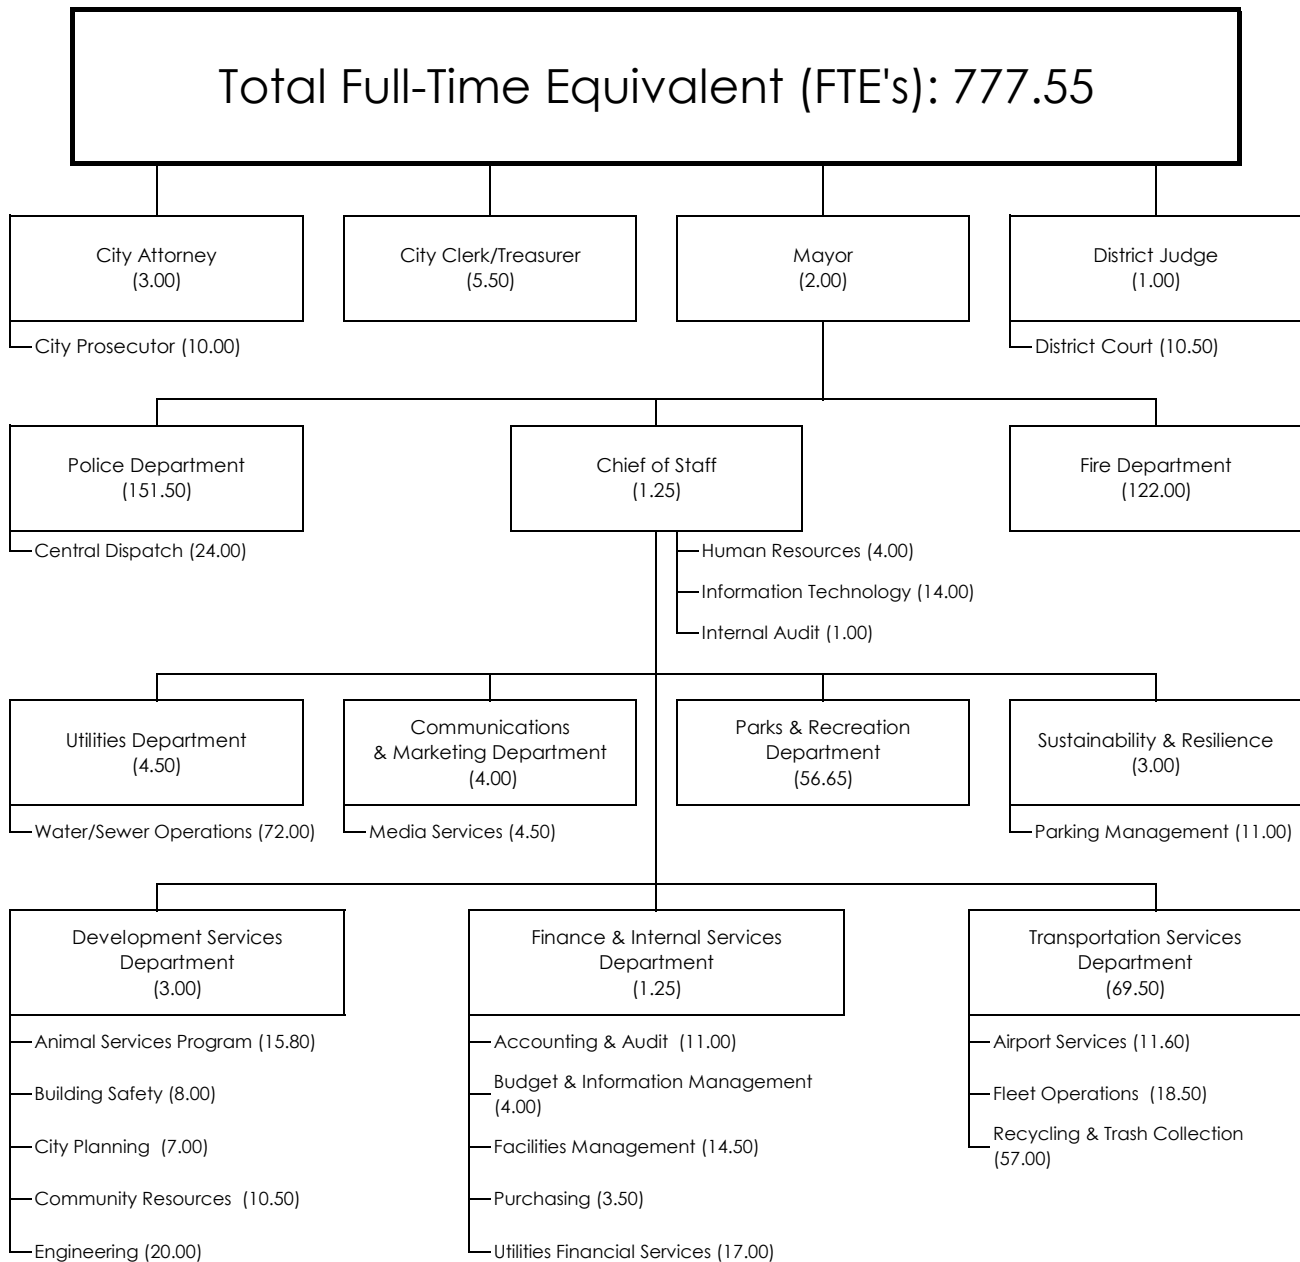 Total Full-Time Equivalent (FTE's): 777.55
City Attorney
(3.00)
City Clerk/Treasurer
(5.50)
Mayor
(2.00)
District Judge
(1.00)
City Prosecutor (10.00)
District Court (10.50)
Police Department
(151.50)
Chief of Staff
(1.25)
Fire Department
(122.00)
Central Dispatch (24.00)
Human Resources (4.00)
Information Technology (14.00)
Internal Audit (1.00)
Utilities Department
(4.50)
Communications
& Marketing Department
(4.00)
Parks & Recreation
Department
(56.65)
Sustainability & Resilience
(3.00)
Water/Sewer Operations (72.00)
Media Services (4.50)
Parking Management (11.00)
Development Services
Department
(3.00)
Finance & Internal Services
Department
(1.25)
Transportation Services
Department
(69.50)
Animal Services Program (15.80)
Building Safety (8.00)
City Planning (7.00)
Community Resources (10.50)
Engineering (20.00)
Accounting & Audit (11.00)
Budget & Information Management
(4.00)
Facilities Management (14.50)
Purchasing (3.50)
Utilities Financial Services (17.00)
Airport Services (11.60)
Fleet Operations (18.50)
Recycling & Trash Collection
(57.00)